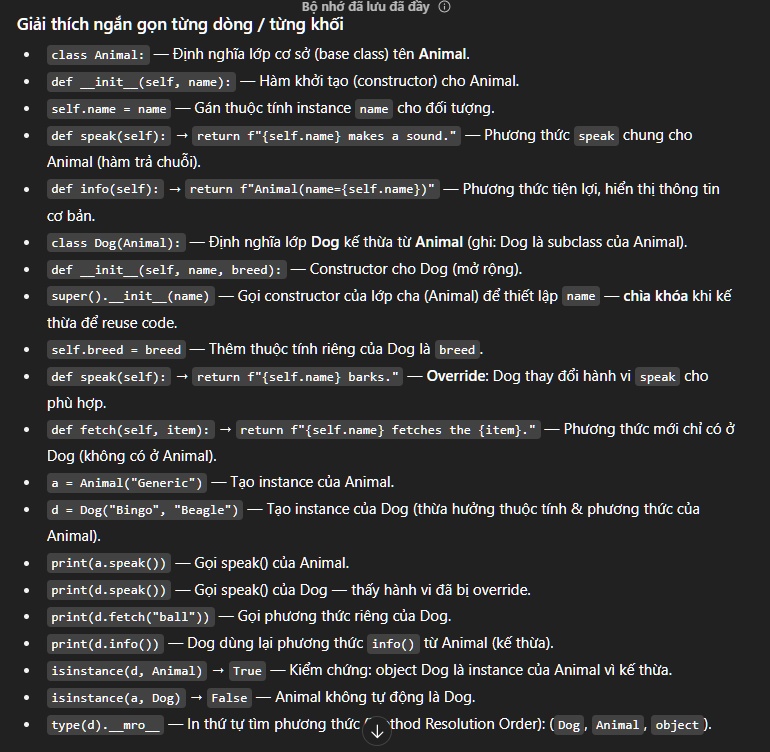 Bộ nhớ đã lưu đã đầy
Giải thích ngắn gọn từng dòng / từng khối
• class Animal: — Định nghĩa lớp cơ sở (base class) tên Animal.
• def __init__(self, name): — Hàm khởi tạo (constructor) cho Animal.
• self.name = name — Gán thuộc tính instance name cho đối tượng.
• def speak(self): → return f"{self.name} makes a sound." — Phương thức speak chung cho
Animal (hàm trả chuỗi).
• def info(self): → return f"Animal(name={self.name})" — Phương thức tiện lợi, hiển thị thông tin
cơ bản.
• class Dog(Animal): — Định nghĩa lớp Dog kế thừa từ Animal (ghi: Dog là subclass của Animal).
• def __init__(self, name, breed): — Constructor cho Dog (mở rộng).
• super().__init__(name) — Gọi constructor của lớp cha (Animal) để thiết lập name — chìa khóa khi kế
thừa để reuse code.
• self.breed = breed — Thêm thuộc tính riêng của Dog là breed.
• def speak(self): → return f"{self.name} barks." — Override: Dog thay đổi hành vi speak cho
phù hợp.
• def fetch(self, item): → return f"{self.name} fetches the {item}." — Phương thức mới chỉ có ở
Dog (không có ở Animal).
• a = Animal("Generic") — Tạo instance của Animal.
• d = Dog("Bingo", "Beagle") — Tạo instance của Dog (thừa hưởng thuộc tính & phương thức của
Animal).
• print(a.speak()) — Gọi speak() của Animal.
• print(d.speak()) — Gọi speak() của Dog — thấy hành vi đã bị override.
• print(d.fetch("ball")) — Gọi phương thức riêng của Dog.
• print(d.info()) — Dog dùng lại phương thức info() từ Animal (kế thừa).
• isinstance(d, Animal) → True — Kiểm chứng: object Dog là instance của Animal vì kế thừa.
• isinstance(a, Dog) → False — Animal không tự động là Dog.
• type(d).__mro__ — In thứ tự tìm phương thức (Method Resolution Order): (Dog, Animal, object).